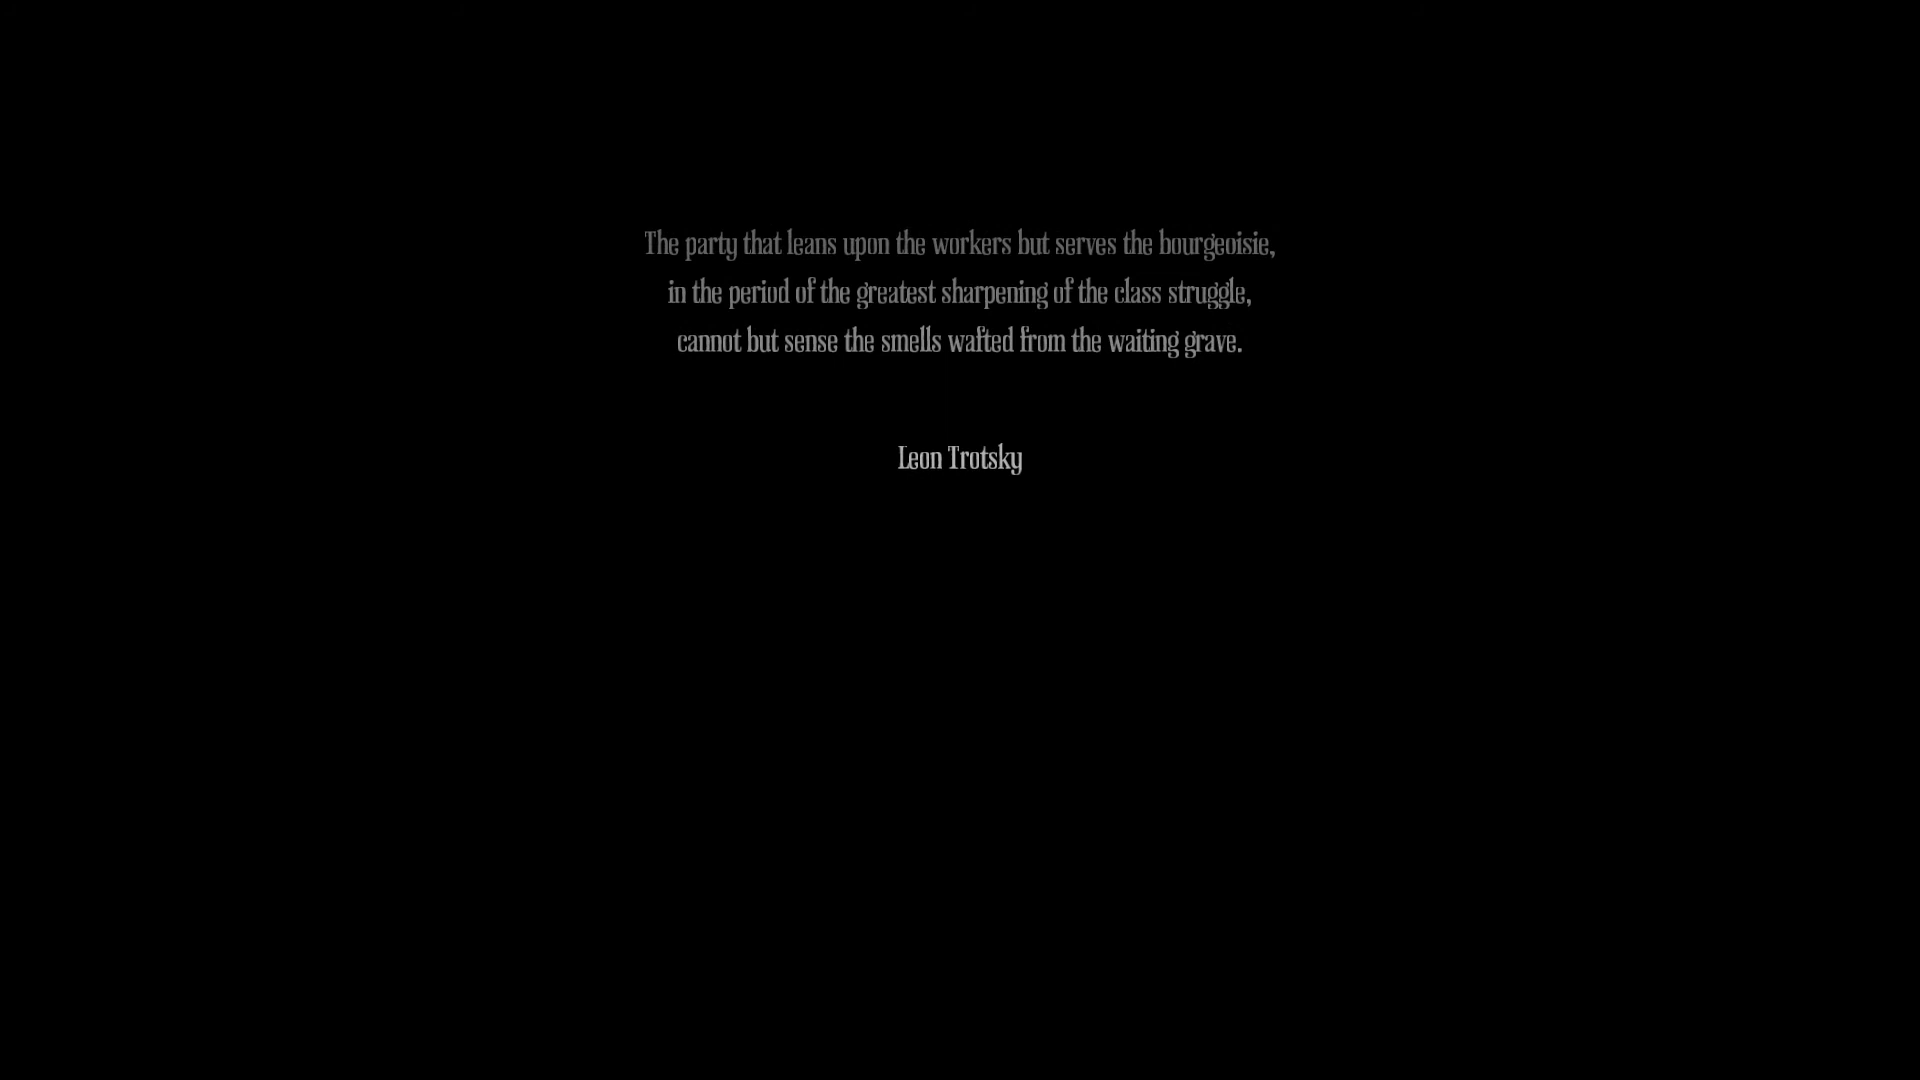 The party that leans upon the workers but serves the bourgeoisie,
in the period of the greatest sharpening of the class struggle,
cannot but sense the smells wafted from the waiting grave.
Leon Trotsky